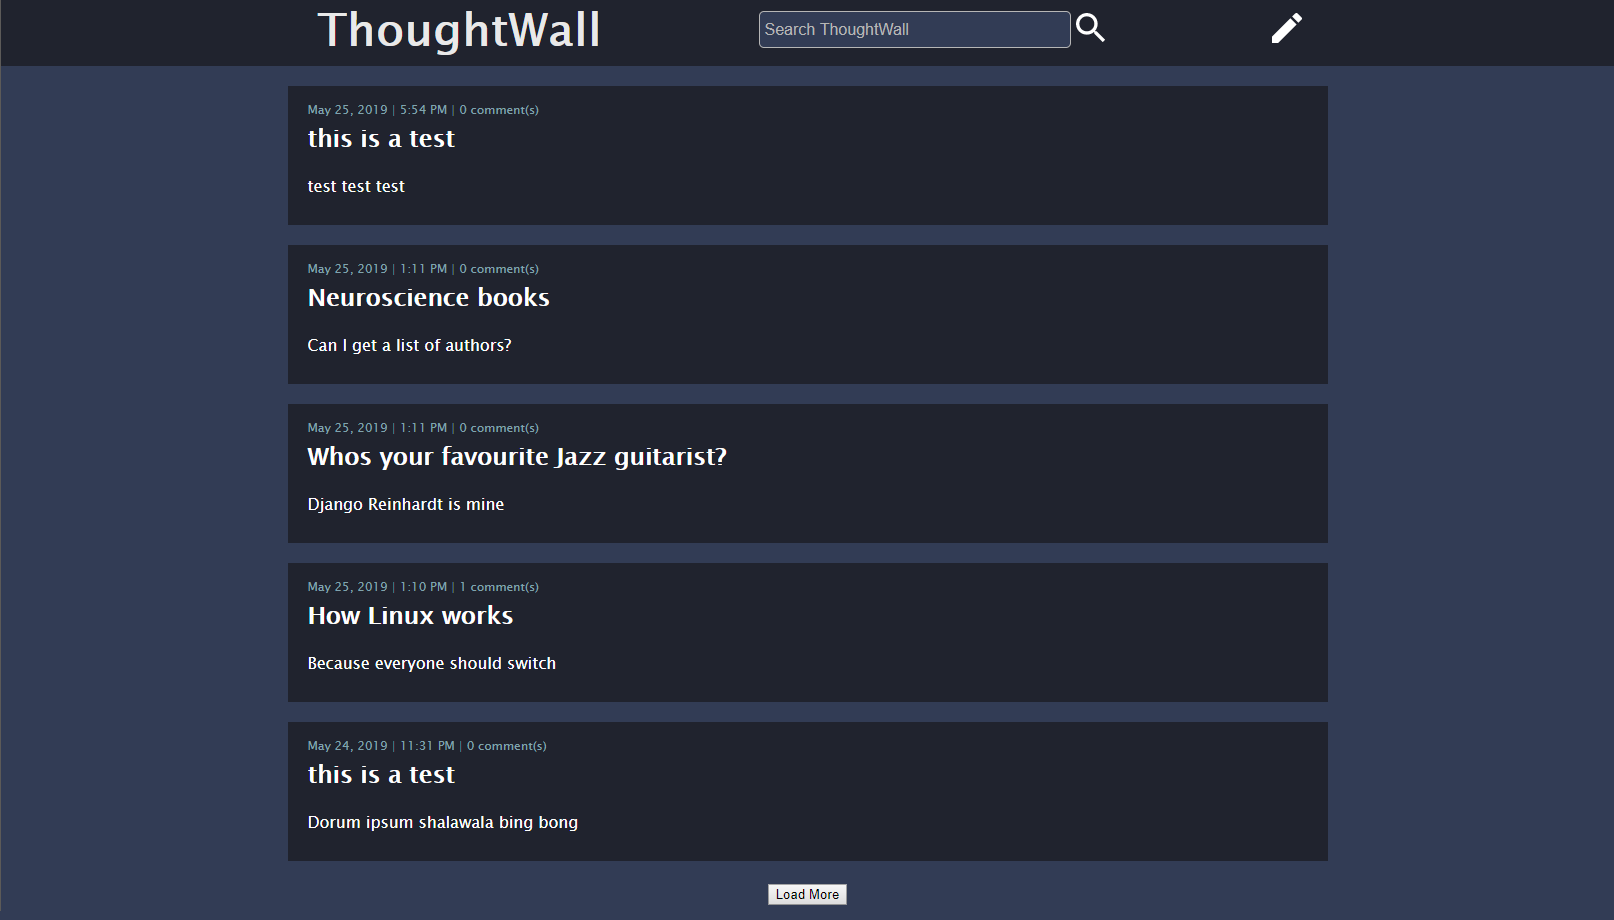 ThoughtWall
Search ThoughtWall
May 25, 2019 | 5:54 PM | 0 comment(s)
this is a test
test test test
May 25, 2019 | 1:11 PM | 0 comment(s)
Neuroscience books
Can I get a list of authors?
May 25, 2019 | 1:11 PM | 0 comment(s)
Whos your favourite Jazz guitarist?
Django Reinhardt is mine
May 25, 2019 | 1:10 PM | 1 comment(s)
How Linux works
Because everyone should switch
May 24, 2019 | 11:31 PM | 0 comment(s)
this is a test
Dorum ipsum shalawala bing bong
Load More